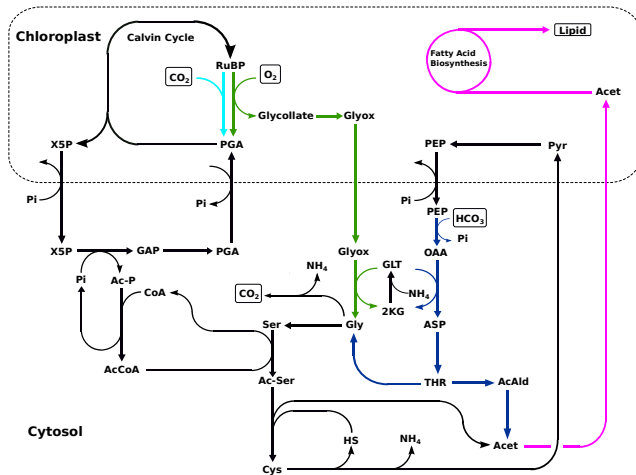 Chloroplast
Calvin Cycle
Lipid
Fatty Acid
Biosynthesis
RuBP
CO2
O2
Acet
Glycollate
Glyox
X5P
PGA
PEP
Pyr
Pi
Pi
Pi
PEP
HCO3
Pi
X5P
GAP
PGA
Glyox
OAA
GLT
NH4
Pi
Ac-P
CoA
CO2
NH4
2KG
Ser
Gly
ASP
AcCoA
Ac-Ser
THR
AcAld
Cytosol
HS
NH4
Acet
Cys